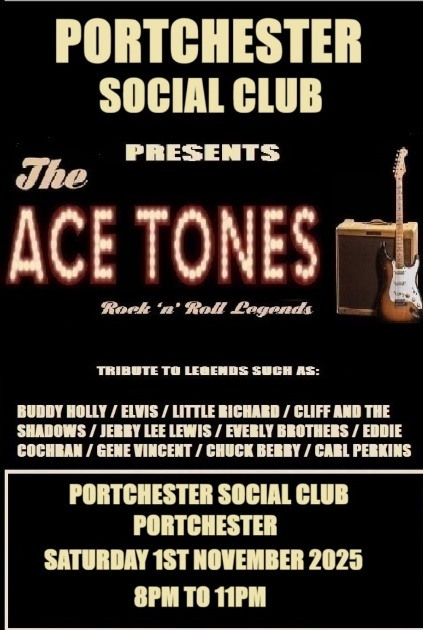 PORTCHESTER
SOCIAL CLUB
PRESENTS
The
ACE TONES
Rock 'n' Roll Legends
TRIBUTE TO LEGENDS SUCH AS:
BUDDY HOLLY / ELVIS / LITTLE RICHARD / CLIFF AND THE
SHADOWS / JERRY LEE LEWIS / EVERLY BROTHERS / EDDIE
COCHRAN / GENE VINCENT / CHUCK BERRY / CARL PERKINS
PORTCHESTER SOCIAL CLUB
PORTCHESTER
SATURDAY 1ST NOVEMBER 2025
8PM TO 11PM